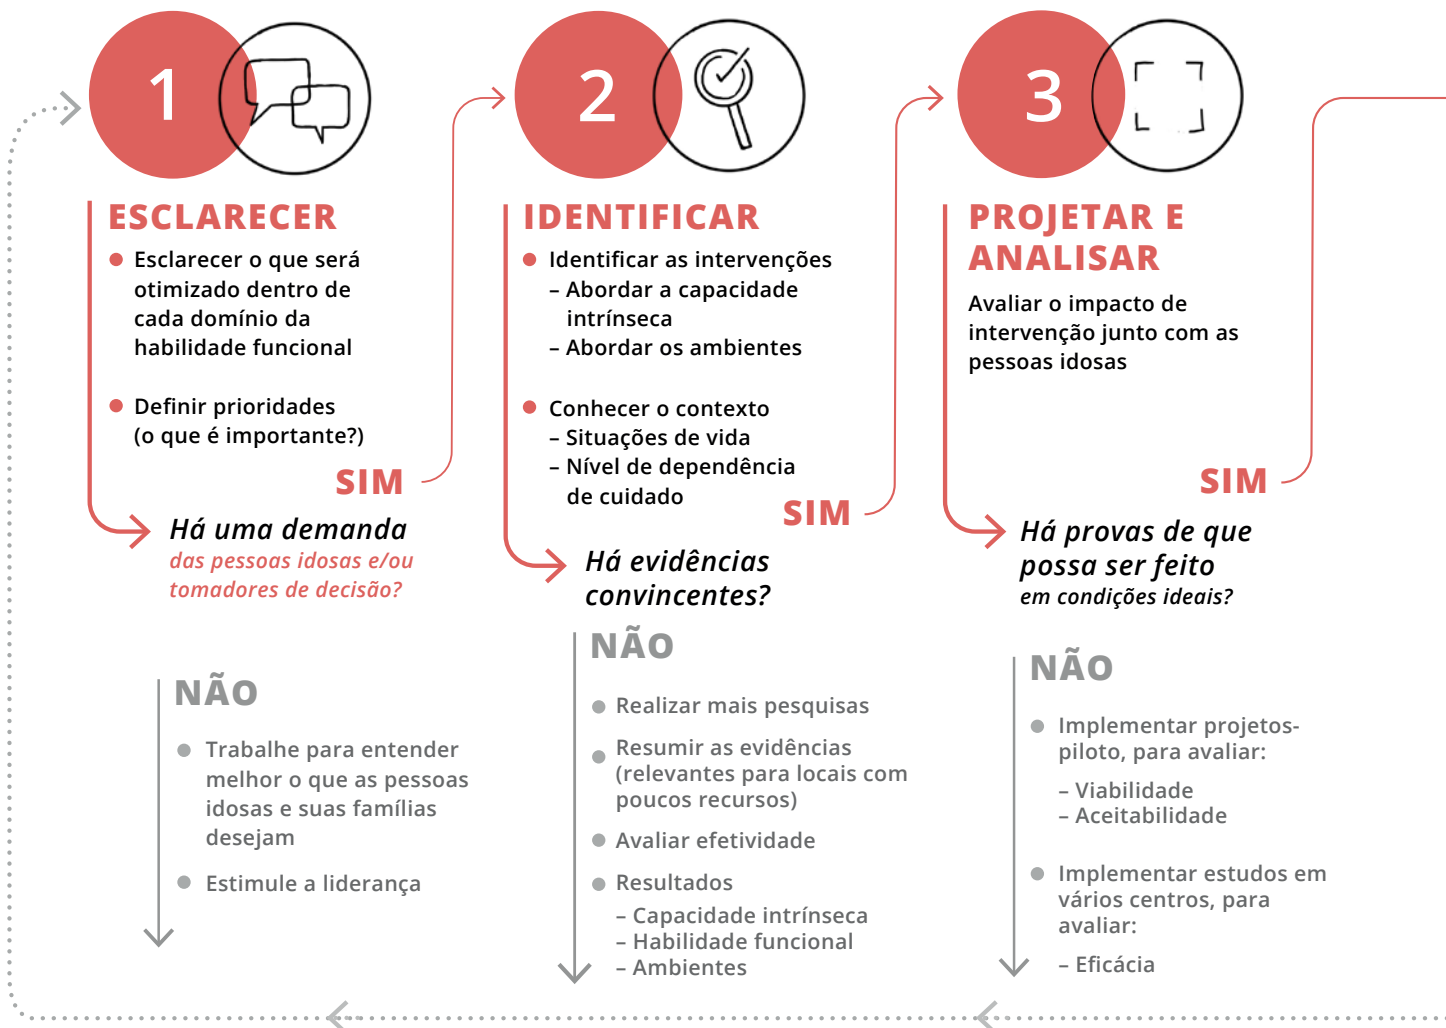 1
ESCLARECER
Esclarecer o que será
otimizado dentro de
cada domínio da
habilidade funcional
Definir prioridades
(o que é importante?)
SIM
Há uma demanda
das pessoas idosas e/ou
tomadores de decisão?
NÃO
Trabalhe para entender
melhor o que as pessoas
idosas e suas famílias
desejam
Estimule a liderança
2
IDENTIFICAR
Identificar as intervenções
– Abordar a capacidade
intrínseca
– Abordar os ambientes
Conhecer o contexto
– Situações de vida
– Nível de dependência
de cuidado
SIM
Há evidências
convincentes?
NÃO
Realizar mais pesquisas
Resumir as evidências
(relevantes para locais com
poucos recursos)
Avaliar efetividade
Resultados
– Capacidade intrínseca
– Habilidade funcional
– Ambientes
3
PROJETAR E
ANALISAR
Avaliar o impacto de
intervenção junto com as
pessoas idosas
SIM
Há provas de que
possa ser feito
em condições ideais?
NÃO
Implementar projetos-
piloto, para avaliar:
– Viabilidade
– Aceitabilidade
Implementar estudos em
vários centros, para
avaliar:
– Eficácia